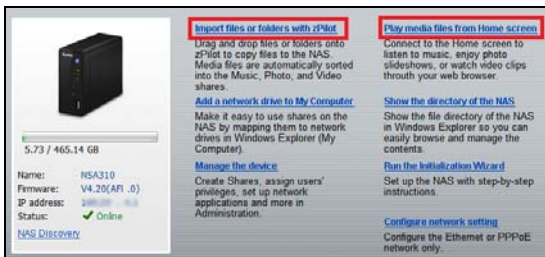 5.73 / 465.14 GB
Name: NSA310
Firmware: V4.20(AFI .0)
IP address:
Status: Online
NAS Discovery
Import files or folders with zPilot
Drag and drop files or folders onto
zPilot to copy files to the NAS.
Media files are automatically sorted
into the Music, Photo, and Video
shares.
Add a network drive to My Computer
Make it easy to use shares on the
NAS by mapping them to network
drives in Windows Explorer (My
Computer).
Manage the device
Create Shares, assign users'
privileges, set up network
applications and more in
Administration.
Play media files from Home screen
Connect to the Home screen to
listen to music, enjoy photo
slideshows, or watch video clips
throuth your web browser.
Show the directory of the NAS
Show the file directory of the NAS
in Windows Explorer so you can
easily browse and manage the
contents.
Run the Initialization Wizard
Set up the NAS with step-by-step
instructions.
Configure network setting
Configure the Ethernet or PPPoE
network only.